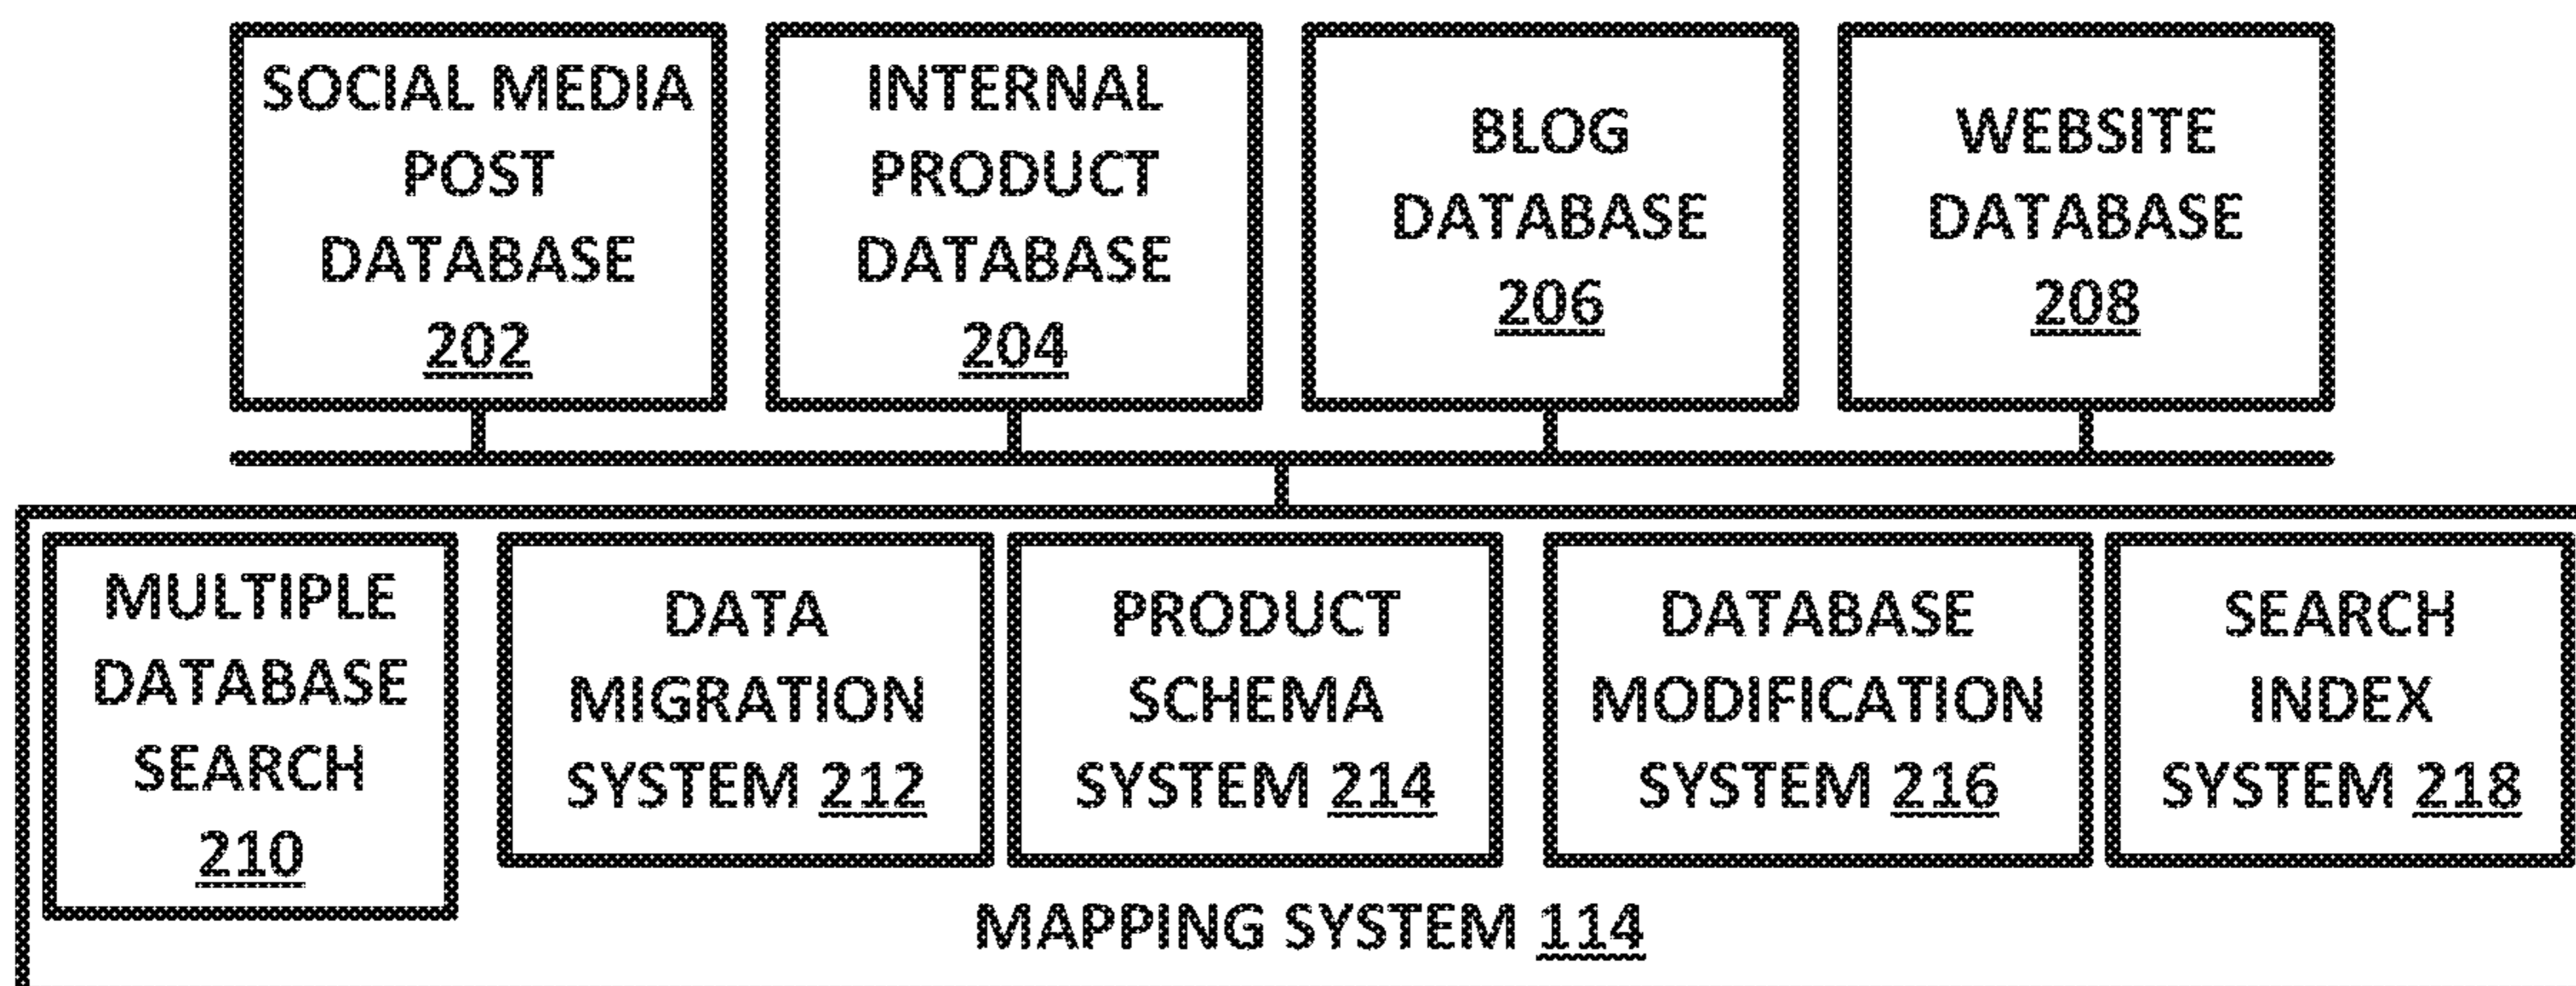 SOCIAL MEDIA
POST
DATABASE
202
INTERNAL
PRODUCT
DATABASE
204
BLOG
DATABASE
206
WEBSITE
DATABASE
208
MULTIPLE
DATABASE
SEARCH
210
DATA
MIGRATION
SYSTEM 212
PRODUCT
SCHEMA
SYSTEM 214
DATABASE
MODIFICATION
SYSTEM 216
SEARCH
INDEX
SYSTEM 218
MAPPING SYSTEM 114